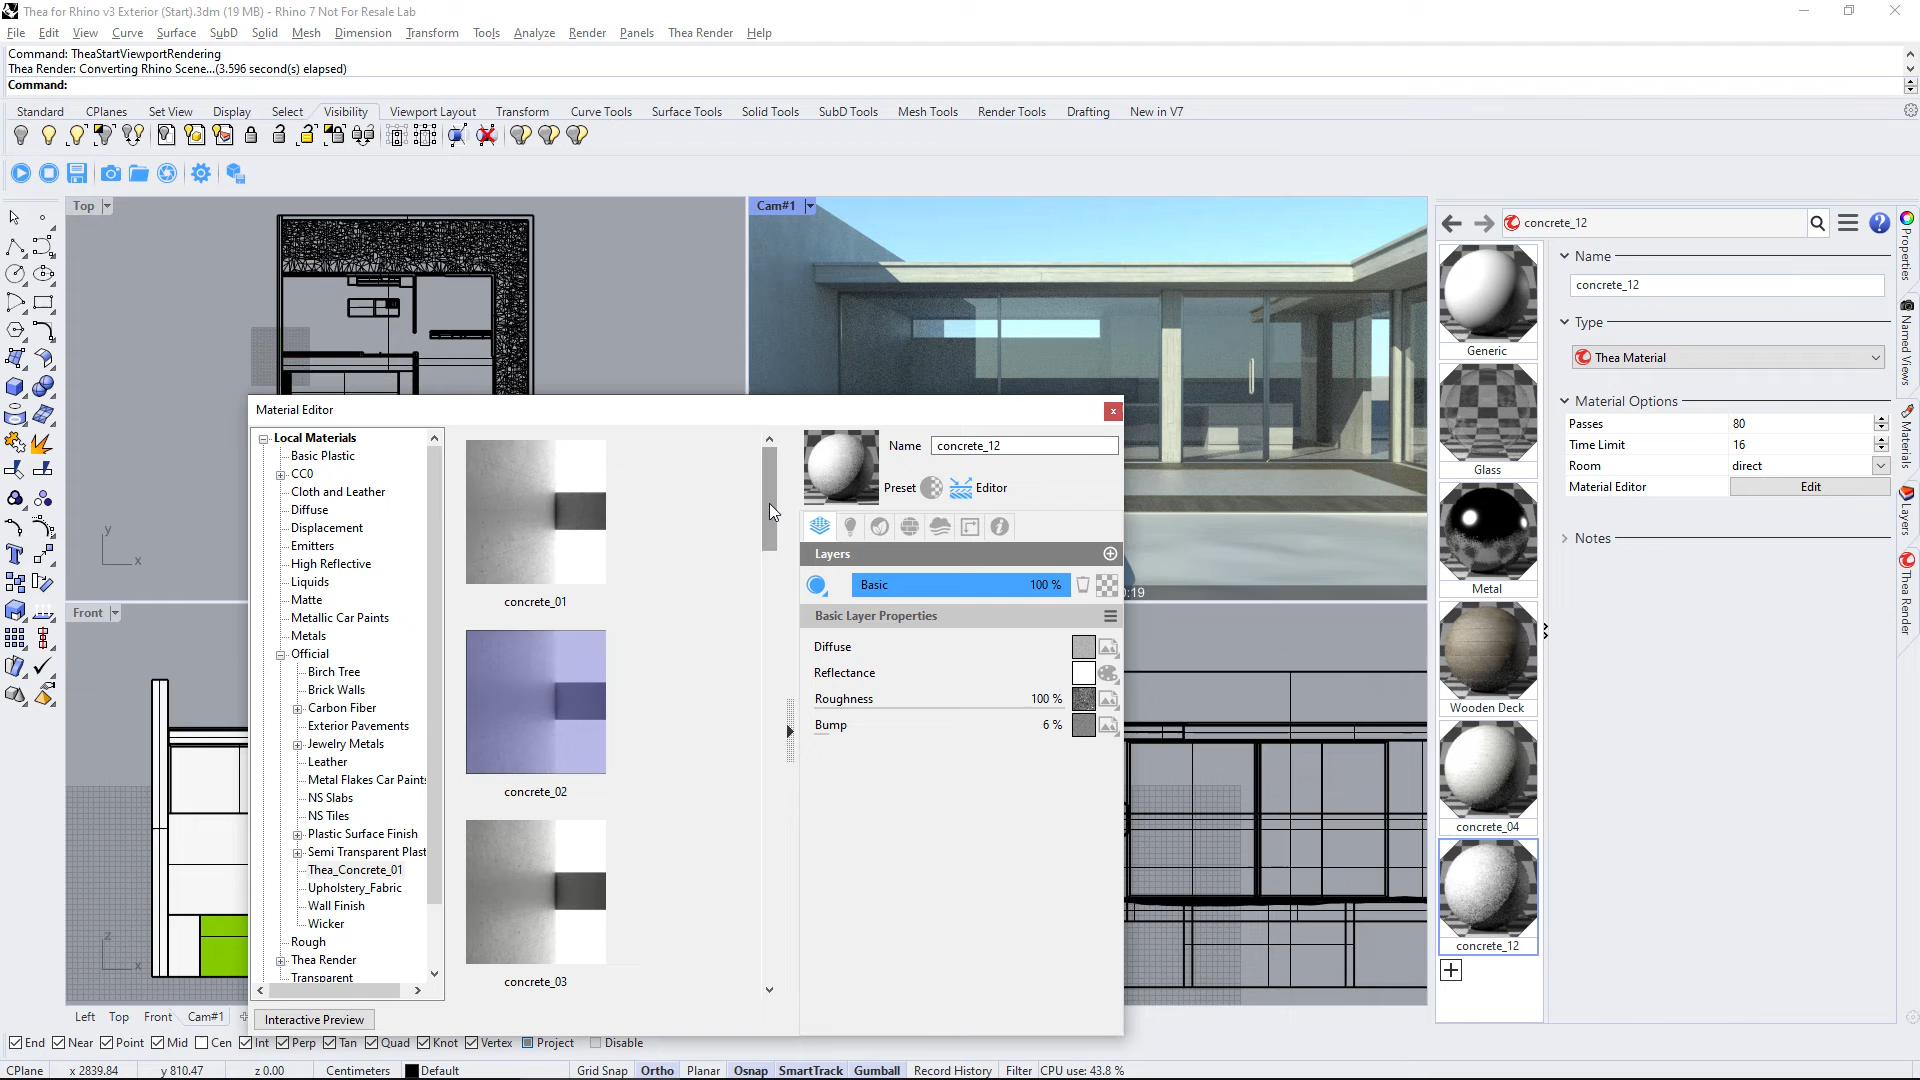 Thea for Rhino v3 Exterior (Start).3dm (19 MB) - Rhino 7 Not For Resale Lab
File Edit View Curve Surface SubD Solid Mesh Dimension Transform Tools Analyze Render Panels Thea Render Help
Command: TheaStartViewportRendering
Thea Render: Converting Rhino Scene...(3.596 second(s) elapsed)
Command:
Standard CPlanes Set View Display Select Visibility Viewport Layout Transform Curve Tools Surface Tools Solid Tools SubD Tools Mesh Tools Render Tools Drafting New in V7
Top
Cam#1
y
x
Front
z
x
:19
Material Editor
Local Materials
Basic Plastic
CC0
Cloth and Leather
Diffuse
Displacement
Emitters
High Reflective
Liquids
Matte
Metallic Car Paints
Metals
Official
Birch Tree
Brick Walls
Carbon Fiber
Exterior Pavements
Jewelry Metals
Leather
Metal Flakes Car Paints
NS Slabs
NS Tiles
Plastic Surface Finish
Semi Transparent Plast
Thea_Concrete_01
Upholstery_Fabric
Wall Finish
Wicker
Rough
Thea Render
Transparent
Interactive Preview
concrete_01
concrete_02
concrete_03
Name concrete_12
Preset Editor
Layers
Basic 100 %
Basic Layer Properties
Diffuse
Reflectance
Roughness 100 %
Bump 6 %
concrete_12
Generic
Glass
Metal
Wooden Deck
concrete_04
concrete_12
Name
concrete_12
Type
Thea Material
Material Options
Passes 80
Time Limit 16
Room direct
Material Editor Edit
Notes
Properties
Named Views
Materials
Layers
Thea Render
Left Top Front Cam#1
End Near Point Mid Cen Int Perp Tan Quad Knot Vertex Project Disable
CPlane x 2839.84 y 810.47 z 0.00 Centimeters Default Grid Snap Ortho Planar Osnap SmartTrack Gumball Record History Filter CPU use: 43.8 %